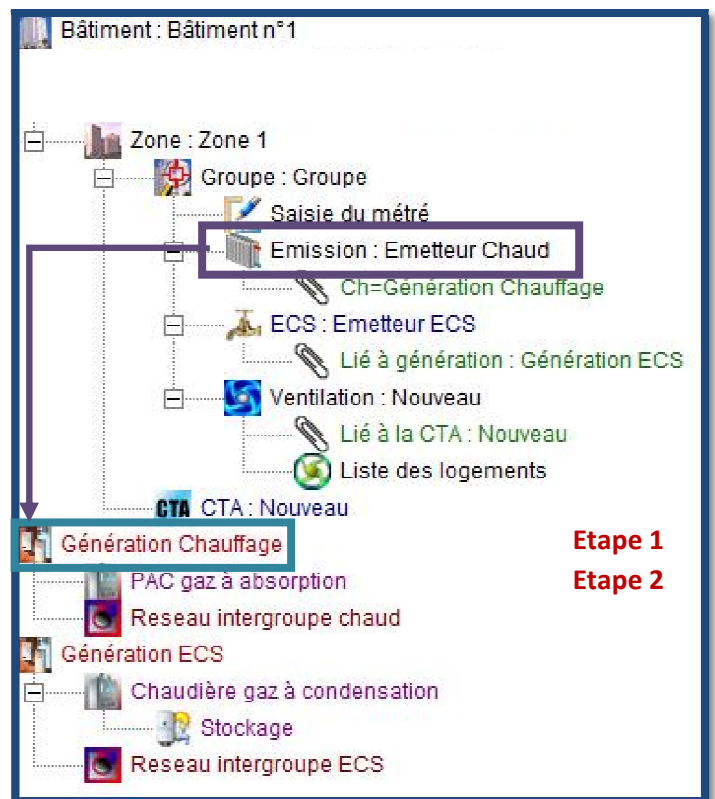 Bâtiment : Bâtiment n°1
Zone : Zone 1
Groupe : Groupe
Saisie du métré
Emission : Emetteur Chaud
Ch=Génération Chauffage
ECS : Emetteur ECS
Lié à génération : Génération ECS
Ventilation : Nouveau
Lié à la CTA : Nouveau
Liste des logements
CTA CTA : Nouveau
Génération Chauffage Etape 1
PAC gaz à absorption Etape 2
Reseau intergroupe chaud
Génération ECS
Chaudière gaz à condensation
Stockage
Reseau intergroupe ECS